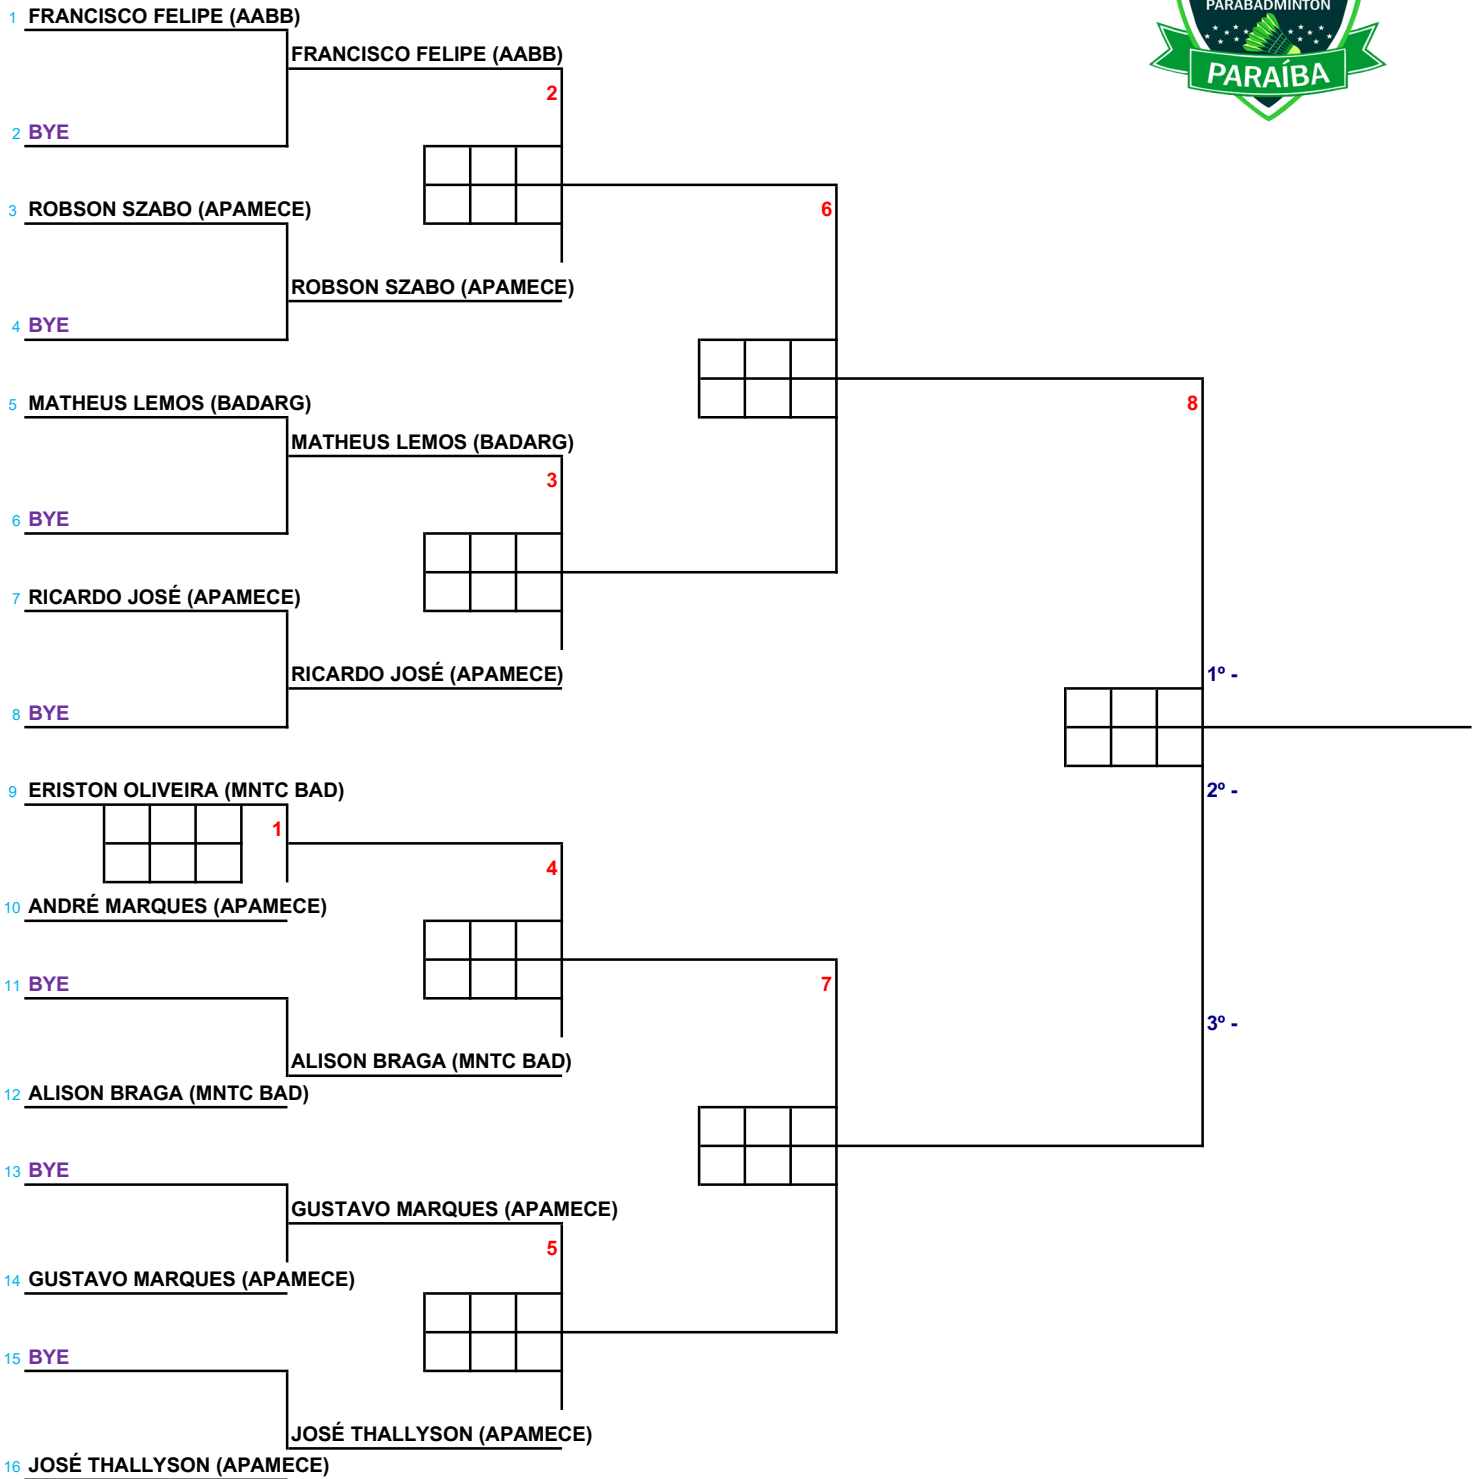 PARABADMINTON
PARAÍBA
1 FRANCISCO FELIPE (AABB)
FRANCISCO FELIPE (AABB)
2
2 BYE
3 ROBSON SZABO (APAMECE)
6
ROBSON SZABO (APAMECE)
4 BYE
5 MATHEUS LEMOS (BADARG)
8
MATHEUS LEMOS (BADARG)
3
6 BYE
7 RICARDO JOSÉ (APAMECE)
RICARDO JOSÉ (APAMECE)
1º -
8 BYE
9 ERISTON OLIVEIRA (MNTC BAD)
2º -
1
4
10 ANDRÉ MARQUES (APAMECE)
11 BYE
7
3º -
ALISON BRAGA (MNTC BAD)
12 ALISON BRAGA (MNTC BAD)
13 BYE
GUSTAVO MARQUES (APAMECE)
5
14 GUSTAVO MARQUES (APAMECE)
15 BYE
JOSÉ THALLYSON (APAMECE)
16 JOSÉ THALLYSON (APAMECE)